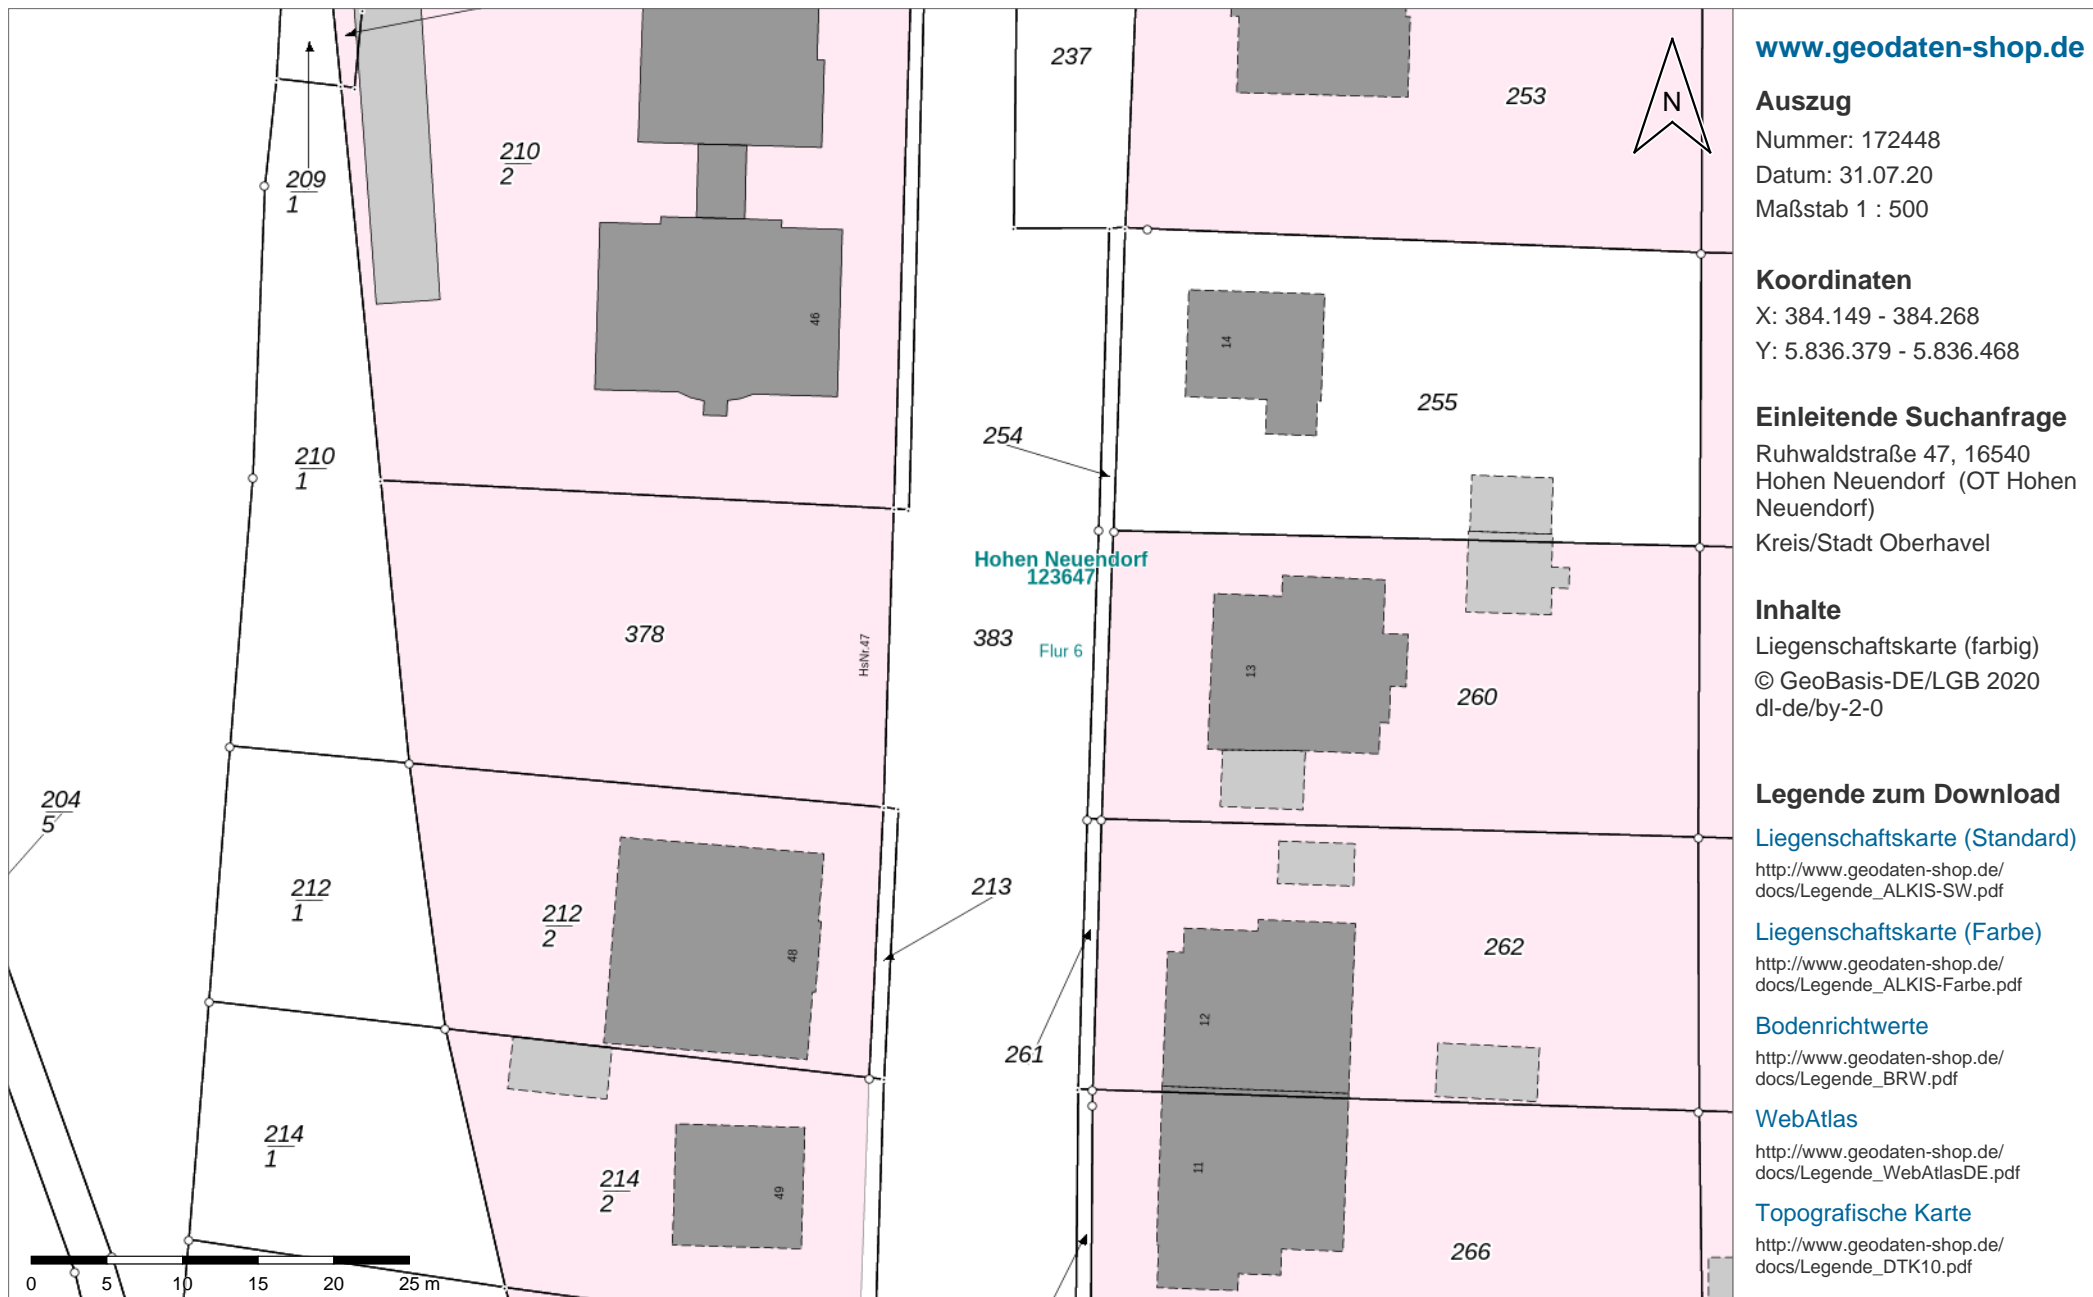 237
253
N
210
2
209
1
46
14
255
254
210
1
Hohen Neuendorf
123647
378
HsNr.47
383
Flur 6
13
260
204
5
212
1
212
2
48
213
262
12
261
214
1
214
2
49
11
266
0 5 10 15 20 25 m
www.geodaten-shop.de
Auszug
Nummer: 172448
Datum: 31.07.20
Maßstab 1 : 500
Koordinaten
X: 384.149 - 384.268
Y: 5.836.379 - 5.836.468
Einleitende Suchanfrage
Ruhwaldstraße 47, 16540
Hohen Neuendorf (OT Hohen
Neuendorf)
Kreis/Stadt Oberhavel
Inhalte
Liegenschaftskarte (farbig)
© GeoBasis-DE/LGB 2020
dl-de/by-2-0
Legende zum Download
Liegenschaftskarte (Standard)
http://www.geodaten-shop.de/
docs/Legende_ALKIS-SW.pdf
Liegenschaftskarte (Farbe)
http://www.geodaten-shop.de/
docs/Legende_ALKIS-Farbe.pdf
Bodenrichtwerte
http://www.geodaten-shop.de/
docs/Legende_BRW.pdf
WebAtlas
http://www.geodaten-shop.de/
docs/Legende_WebAtlasDE.pdf
Topografische Karte
http://www.geodaten-shop.de/
docs/Legende_DTK10.pdf